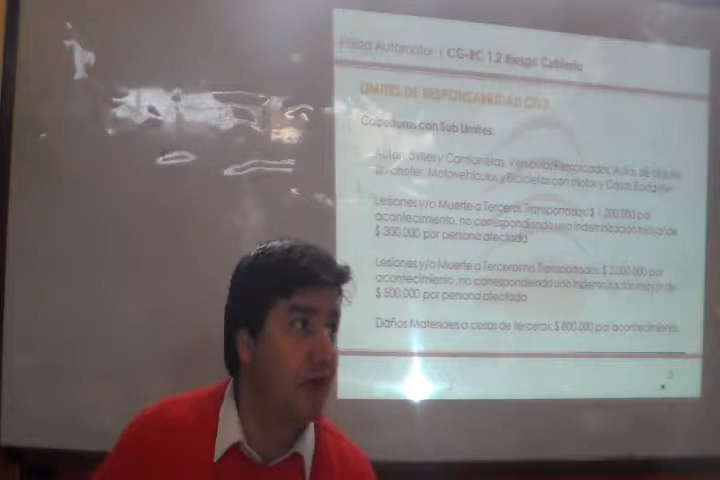 Póliza Automotor | CG-RC 1.2 Riesgo Cubierto
LIMITES DE RESPONSABILIDAD CIVIL
Coberturas con Sub Limites:
Automóviles y Camionetas, Vehículos Remolcados, Autos de alquiler
sin chofer, Motovehículos y Bicicletas con motor y Casas Rodantes
Lesiones y/o Muerte a Terceros Transportados: $ 1.200.000 por
acontecimiento, no correspondiendo una indemnización mayor de
$ 300.000 por persona afectada
Lesiones y/o Muerte a Terceros no Transportados: $ 2.000.000 por
acontecimiento, no correspondiendo una indemnización mayor de
$ 500.000 por persona afectada
Daños Materiales a cosas de terceros: $ 800.000 por acontecimiento